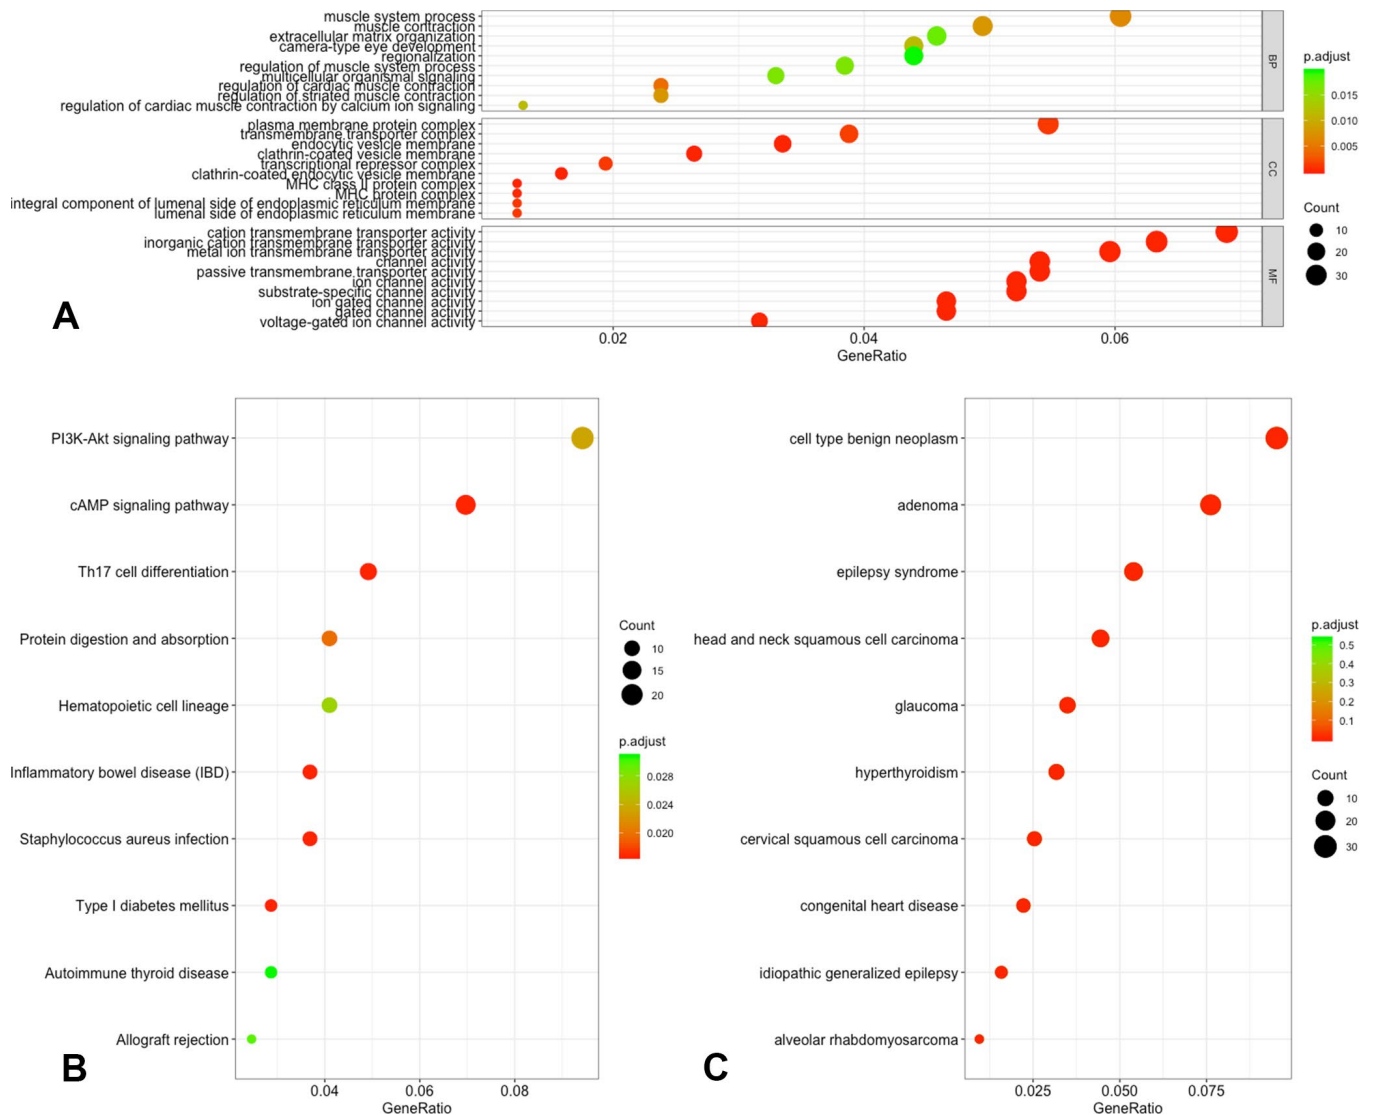 muscle system process
muscle contraction
extracellular matrix organization
camera-type eye development
regionalization
regulation of muscle system process
multicellular organismal signaling
regulation of cardiac muscle contraction
regulation of striated muscle contraction
regulation of cardiac muscle contraction by calcium ion signaling
BP
plasma membrane protein complex
transmembrane transporter complex
endocytic vesicle membrane
clathrin-coated vesicle membrane
transcriptional repressor complex
clathrin-coated endocytic vesicle membrane
MHC class II protein complex
MHC protein complex
integral component of lumenal side of endoplasmic reticulum membrane
lumenal side of endoplasmic reticulum membrane
CC
cation transmembrane transporter activity
inorganic cation transmembrane transporter activity
metal ion transmembrane transporter activity
channel activity
passive transmembrane transporter activity
ion channel activity
substrate-specific channel activity
ion gated channel activity
gated channel activity
voltage-gated ion channel activity
MF
0.02 0.04 0.06
GeneRatio
p.adjust
0.015
0.010
0.005
Count
10
20
30
A
PI3K-Akt signaling pathway
cAMP signaling pathway
Th17 cell differentiation
Protein digestion and absorption
Hematopoietic cell lineage
Inflammatory bowel disease (IBD)
Staphylococcus aureus infection
Type I diabetes mellitus
Autoimmune thyroid disease
Allograft rejection
0.04 0.06 0.08
GeneRatio
Count
10
15
20
p.adjust
0.028
0.024
0.020
B
cell type benign neoplasm
adenoma
epilepsy syndrome
head and neck squamous cell carcinoma
glaucoma
hyperthyroidism
cervical squamous cell carcinoma
congenital heart disease
idiopathic generalized epilepsy
alveolar rhabdomyosarcoma
0.025 0.050 0.075
GeneRatio
p.adjust
0.5
0.4
0.3
0.2
0.1
Count
10
20
30
C